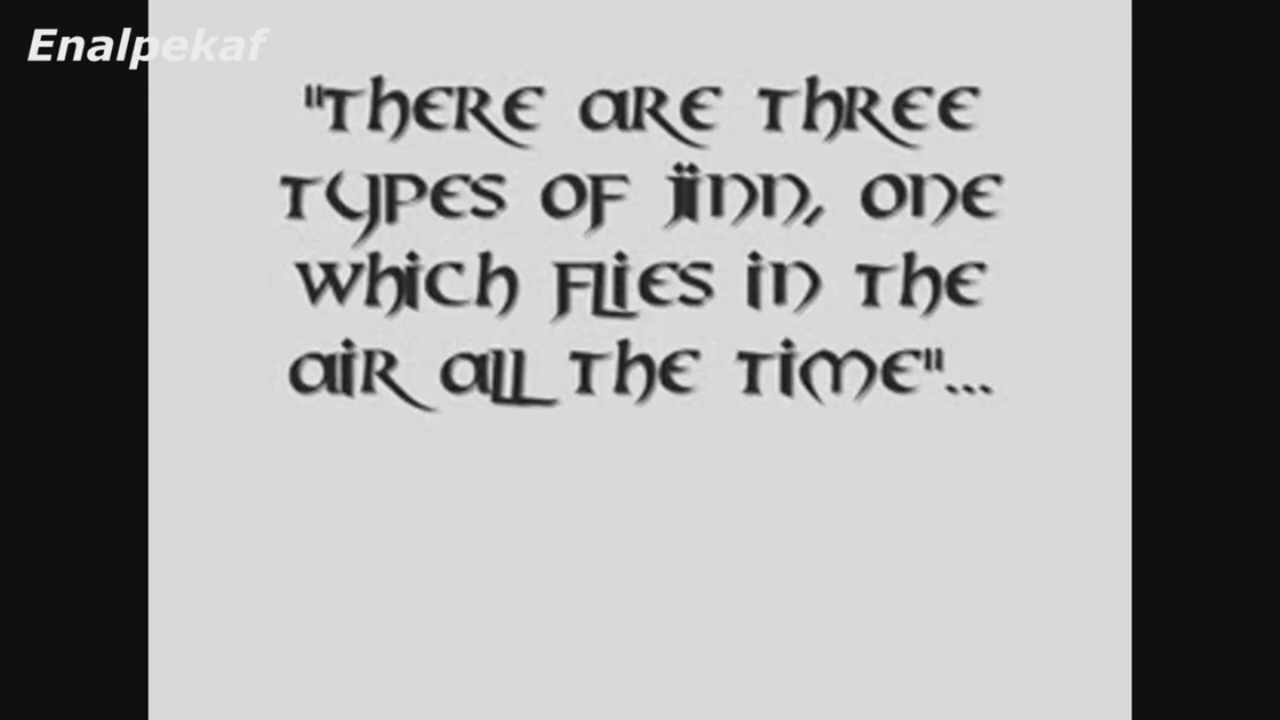 Enalpekaf
"There are three
types of Jinn, one
which flies in the
air all the time"...